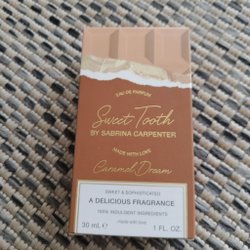 EAU DE PARFUM
Sweet Tooth
BY SABRINA CARPENTER
MADE WITH LOVE
Caramel Dream
SWEET & SOPHISTICATED
A DELICIOUS FRAGRANCE
100% INDULGENT INGREDIENTS
made with love
30 mL e 1 FL. OZ.